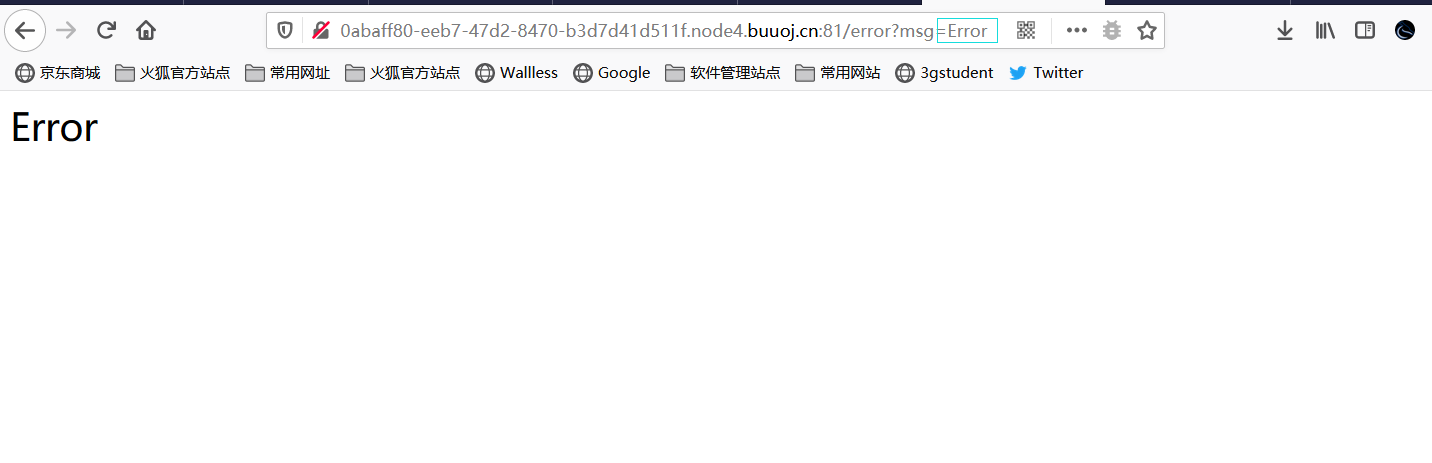 0abaff80-eeb7-47d2-8470-b3d7d41d511f.node4.buuoj.cn:81/error?msg=Error
京东商城 火狐官方站点 常用网址 火狐官方站点 Wallless Google 软件管理站点 常用网站 3gstudent Twitter
Error